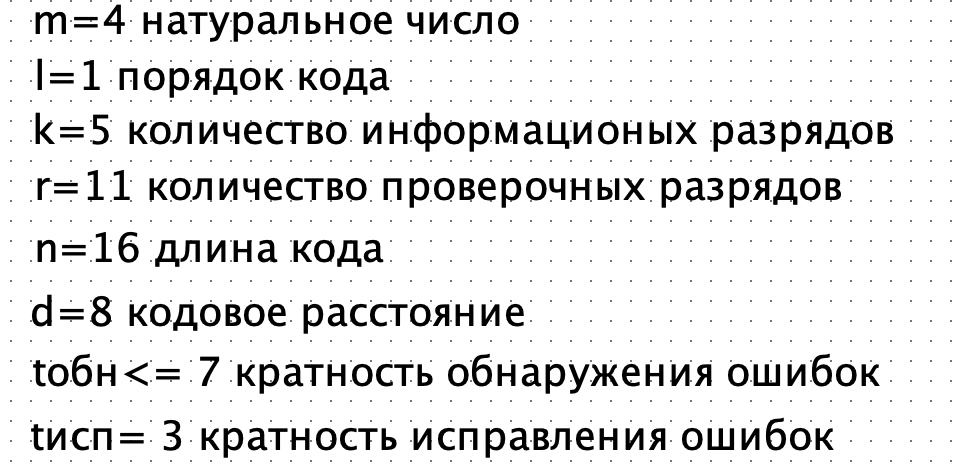 m=4 натуральное число
l=1 порядок кода
k=5 количество информационых разрядов
r=11 количество проверочных разрядов
n=16 длина кода
d=8 кодовое расстояние
tобн<= 7 кратность обнаружения ошибок
tисп= 3 кратность исправления ошибок